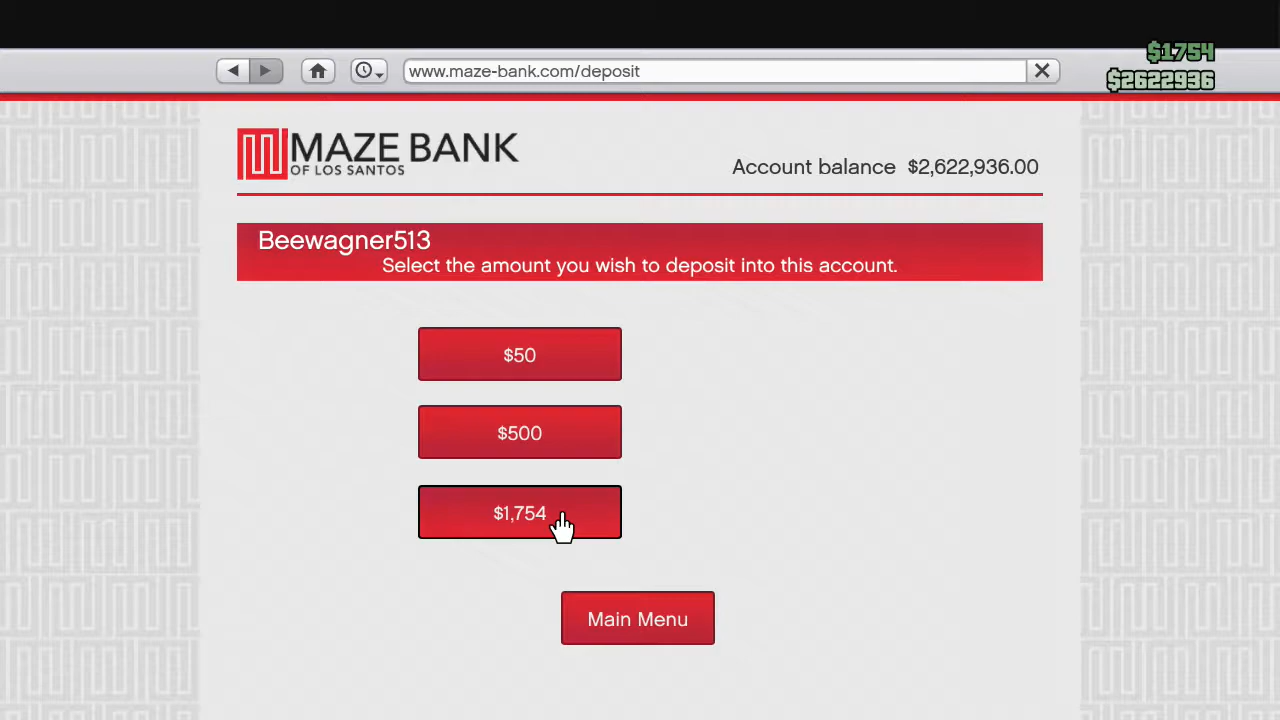 $1754
www.maze-bank.com/deposit
$2622936
MAZE BANK
OF LOS SANTOS
Account balance $2,622,936.00
Beewagner513
Select the amount you wish to deposit into this account.
$50
$500
$1,754
Main Menu